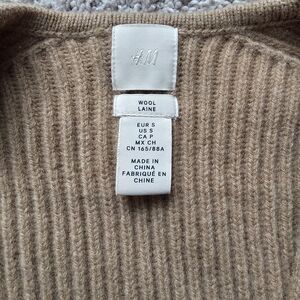 H&M
WOOL
LAINE
EUR S
US S
CA P
MX CH
CN 165/88A
MADE IN
CHINA
FABRIQUÉ EN
CHINE